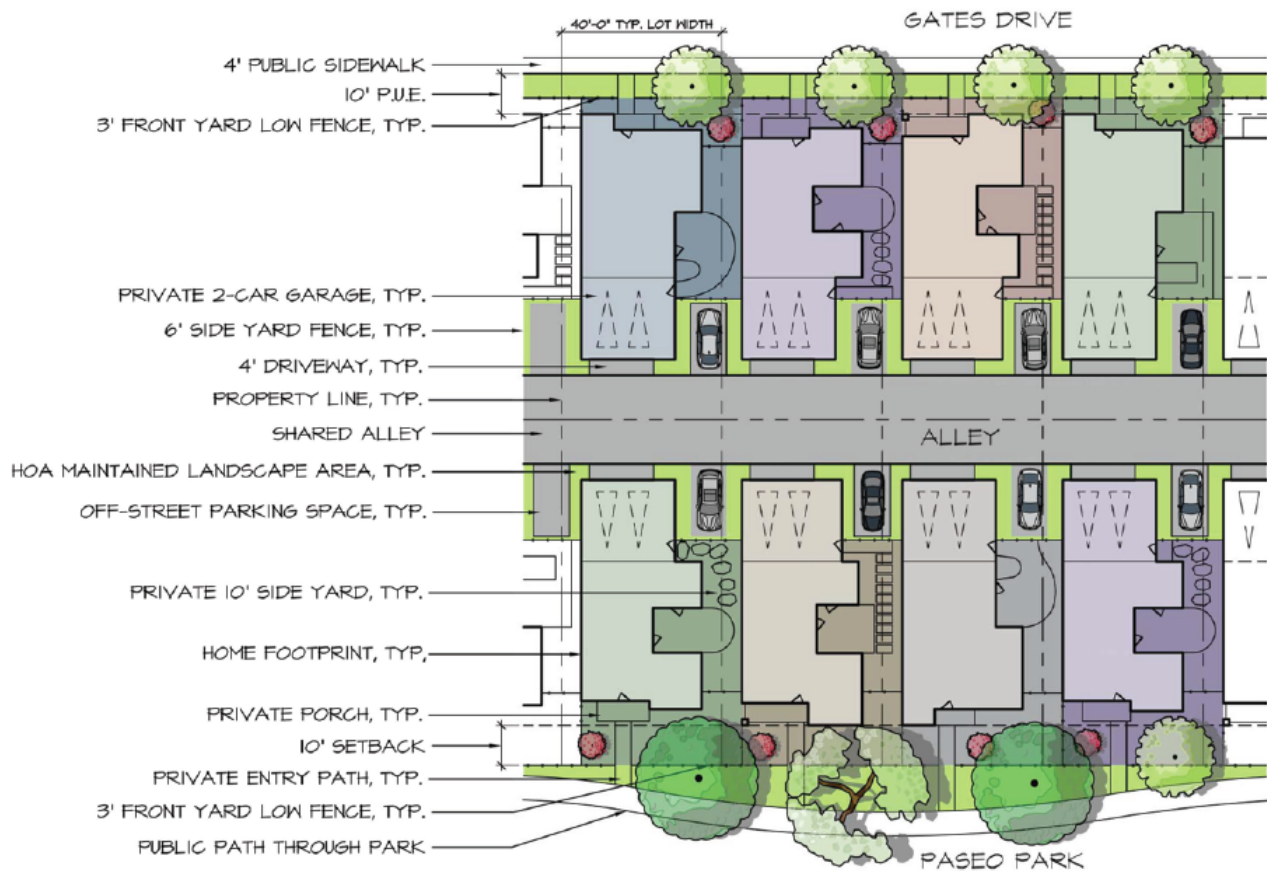 GATES DRIVE
40'-0" TYP. LOT WIDTH
4' PUBLIC SIDEWALK
10' P.U.E.
3' FRONT YARD LOW FENCE, TYP.
PRIVATE 2-CAR GARAGE, TYP.
6' SIDE YARD FENCE, TYP.
4' DRIVEWAY, TYP.
PROPERTY LINE, TYP.
SHARED ALLEY
ALLEY
HOA MAINTAINED LANDSCAPE AREA, TYP.
OFF-STREET PARKING SPACE, TYP.
PRIVATE 10' SIDE YARD, TYP.
HOME FOOTPRINT, TYP,
PRIVATE PORCH, TYP.
10' SETBACK
PRIVATE ENTRY PATH, TYP.
3' FRONT YARD LOW FENCE, TYP.
PUBLIC PATH THROUGH PARK
PASEO PARK